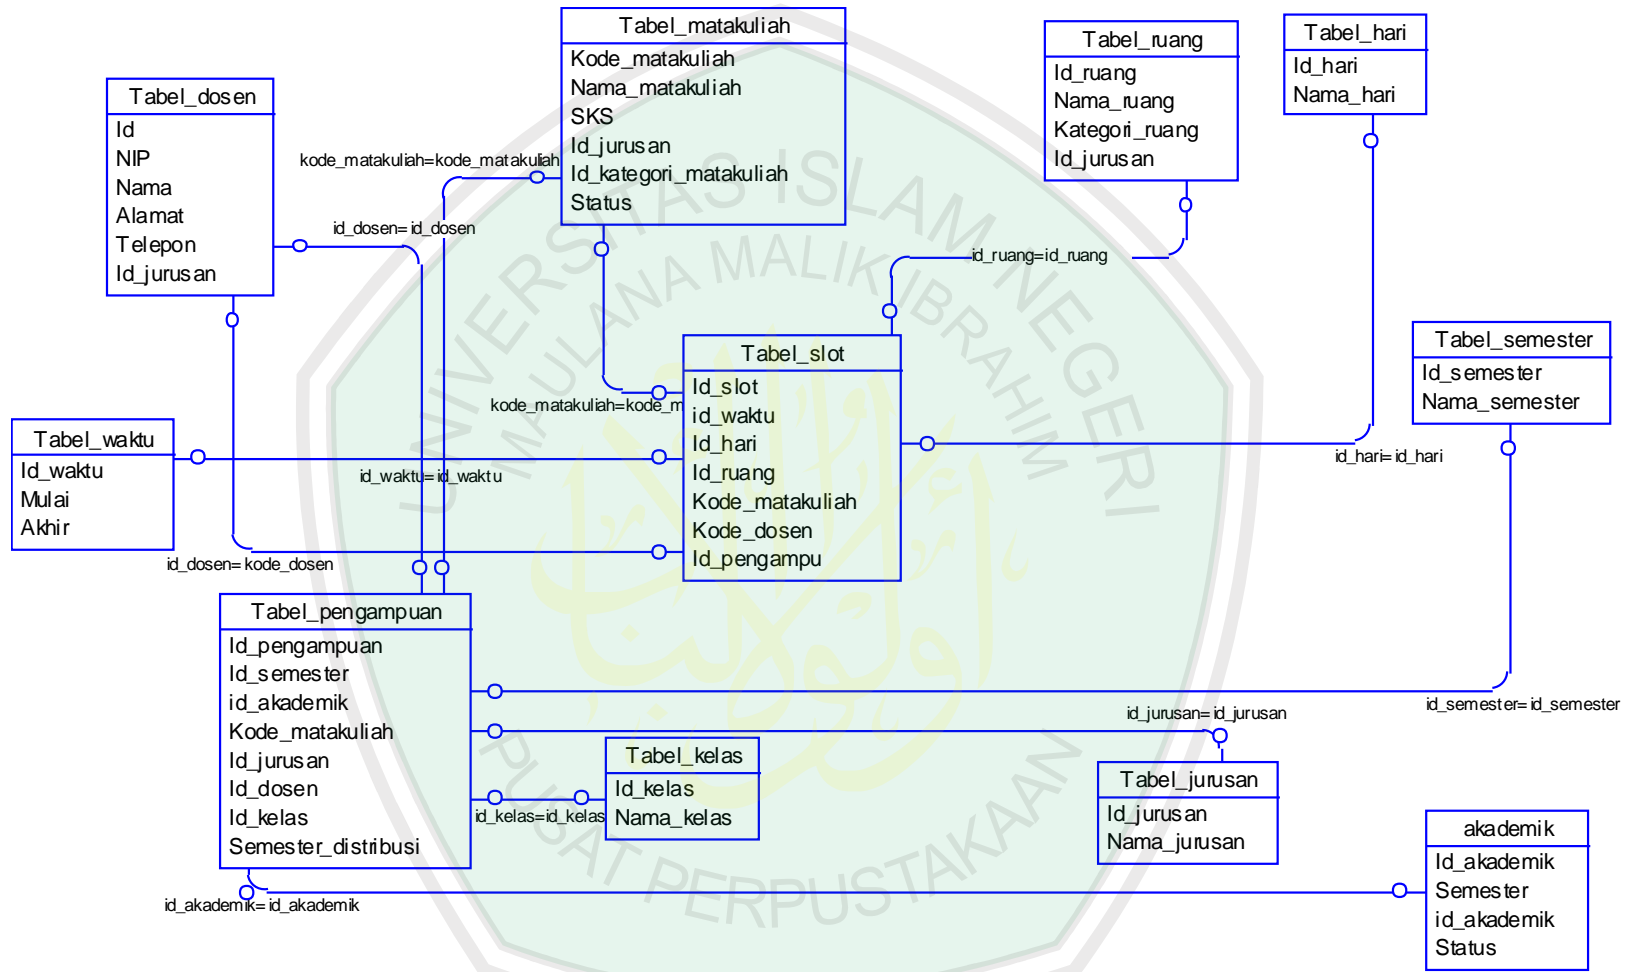 Tabel_matakuliah
Kode_matakuliah
Nama_matakuliah
SKS
Id_jurusan
Id_kategori_matakuliah
Status
Tabel_ruang
Id_ruang
Nama_ruang
Kategori_ruang
Id_jurusan
Tabel_hari
Id_hari
Nama_hari
Tabel_dosen
Id
NIP
Nama
Alamat
Telepon
Id_jurusan
kode_matakuliah=kode_matakuliah
id_dosen=id_dosen
id_ruang=id_ruang
UNIVERSITAS ISLAM NEGERI
MAULANA MALIK IBRAHIM
Tabel_slot
Id_slot
id_waktu
Id_hari
Id_ruang
Kode_matakuliah
Kode_dosen
Id_pengampu
Tabel_semester
Id_semester
Nama_semester
kode_matakuliah=kode_m
Tabel_waktu
Id_waktu
Mulai
Akhir
id_waktu=id_waktu
id_hari=id_hari
id_dosen=kode_dosen
Tabel_pengampuan
Id_pengampuan
Id_semester
id_akademik
Kode_matakuliah
Id_jurusan
Id_dosen
Id_kelas
Semester_distribusi
id_semester=id_semester
id_jurusan=id_jurusan
Tabel_kelas
Id_kelas
Nama_kelas
id_kelas=id_kelas
Tabel_jurusan
Id_jurusan
Nama_jurusan
akademik
Id_akademik
Semester
id_akademik
Status
id_akademik=id_akademik
PUSAT PERPUSTAKAAN